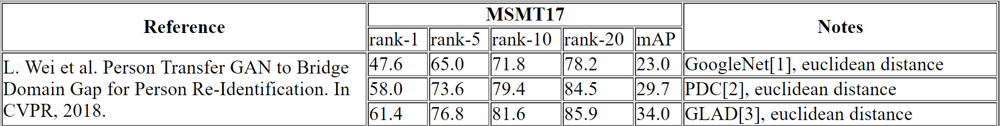 Reference MSMT17 Notes
rank-1 rank-5 rank-10 rank-20 mAP
L. Wei et al. Person Transfer GAN to Bridge
Domain Gap for Person Re-Identification. In
CVPR, 2018.
47.6 65.0 71.8 78.2 23.0 GoogleNet[1], euclidean distance
58.0 73.6 79.4 84.5 29.7 PDC[2], euclidean distance
61.4 76.8 81.6 85.9 34.0 GLAD[3], euclidean distance